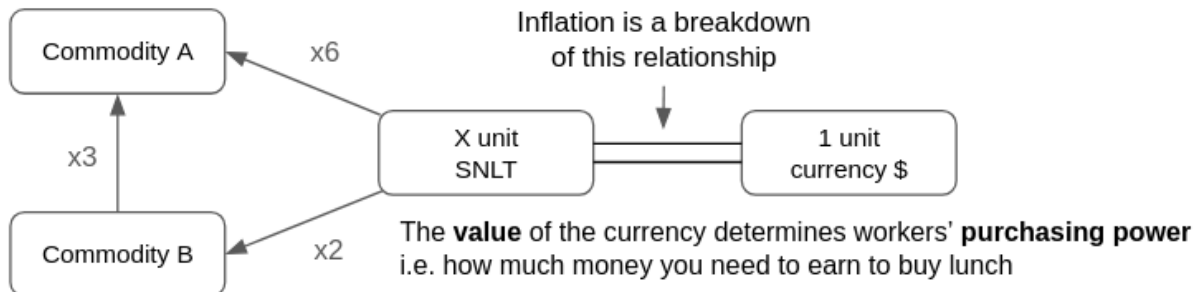 Inflation is a breakdown
of this relationship
Commodity A
x6
X unit
SNLT
1 unit
currency $
x3
Commodity B
x2
The value of the currency determines workers’ purchasing power
i.e. how much money you need to earn to buy lunch